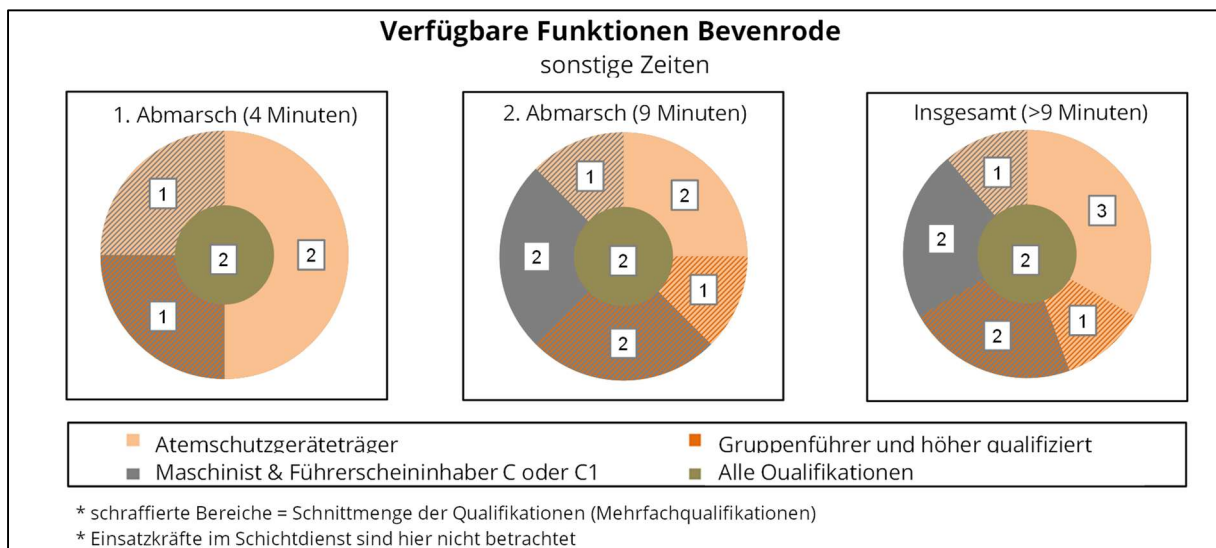 Verfügbare Funktionen Bevenrode
sonstige Zeiten
1. Abmarsch (4 Minuten)
1
2
2
1
2. Abmarsch (9 Minuten)
1
2
2
2
1
2
Insgesamt (>9 Minuten)
1
3
2
2
1
2
Atemschutzgeräteträger
Gruppenführer und höher qualifiziert
Maschinist & Führerscheininhaber C oder C1
Alle Qualifikationen
* schraffierte Bereiche = Schnittmenge der Qualifikationen (Mehrfachqualifikationen)
* Einsatzkräfte im Schichtdienst sind hier nicht betrachtet